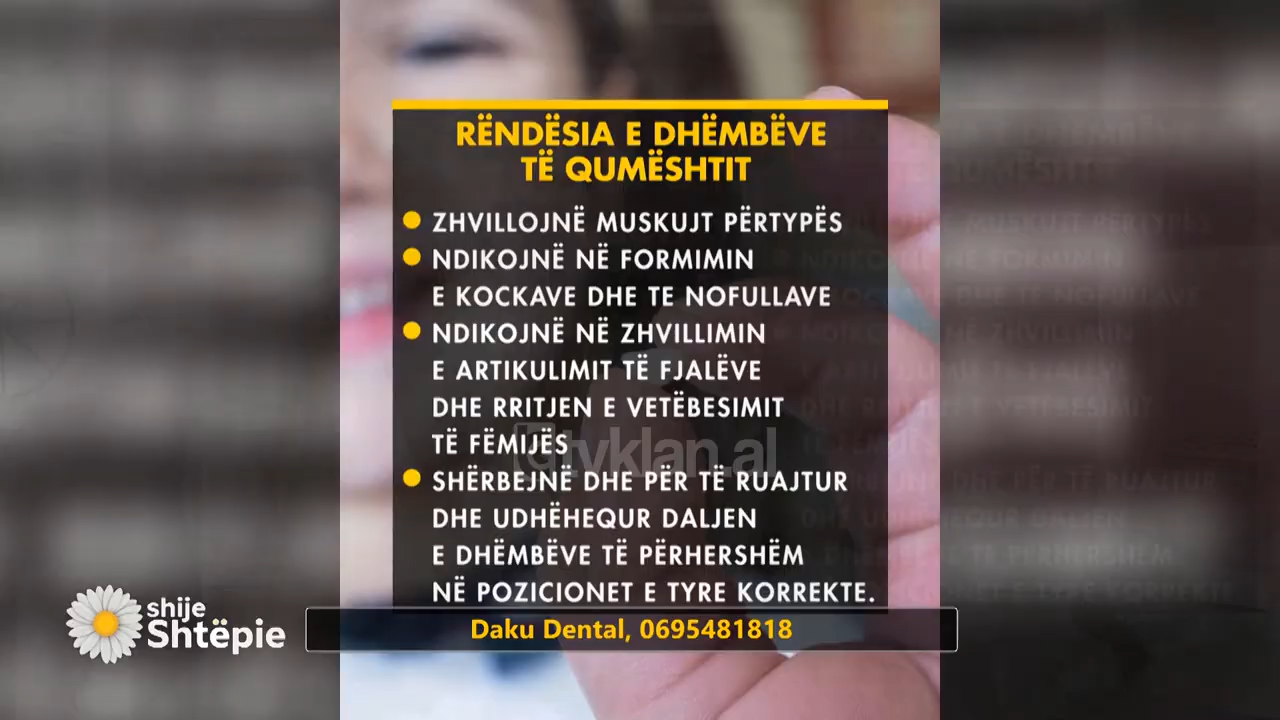 RËNDËSIA E DHËMBËVE
TË QUMËSHTIT
ZHVILLOJNË MUSKUJT PËRTYPËS
NDIKOJNË NË FORMIMIN
E KOCKAVE DHE TE NOFULLAVE
NDIKOJNË NË ZHVILLIMIN
E ARTIKULIMIT TË FJALËVE
DHE RRITJEN E VETËBESIMIT
TË FËMIJËS
tvklan.al
SHËRBEJNË DHE PËR TË RUAJTUR
DHE UDHËHEQUR DALJEN
E DHËMBËVE TË PËRHERSHËM
NË POZICIONET E TYRE KORREKTE.
shije
Shtëpie
Daku Dental, 0695481818